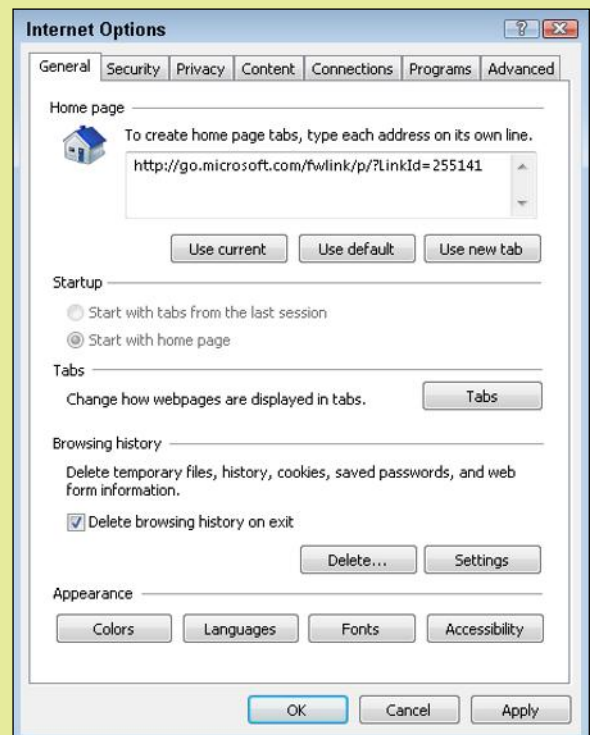 Internet Options
General Security Privacy Content Connections Programs Advanced
Home page
To create home page tabs, type each address on its own line.
http://go.microsoft.com/fwlink/p/?LinkId=255141
Use current Use default Use new tab
Startup
Start with tabs from the last session
Start with home page
Tabs
Change how webpages are displayed in tabs. Tabs
Browsing history
Delete temporary files, history, cookies, saved passwords, and web
form information.
Delete browsing history on exit
Delete... Settings
Appearance
Colors Languages Fonts Accessibility
OK Cancel Apply